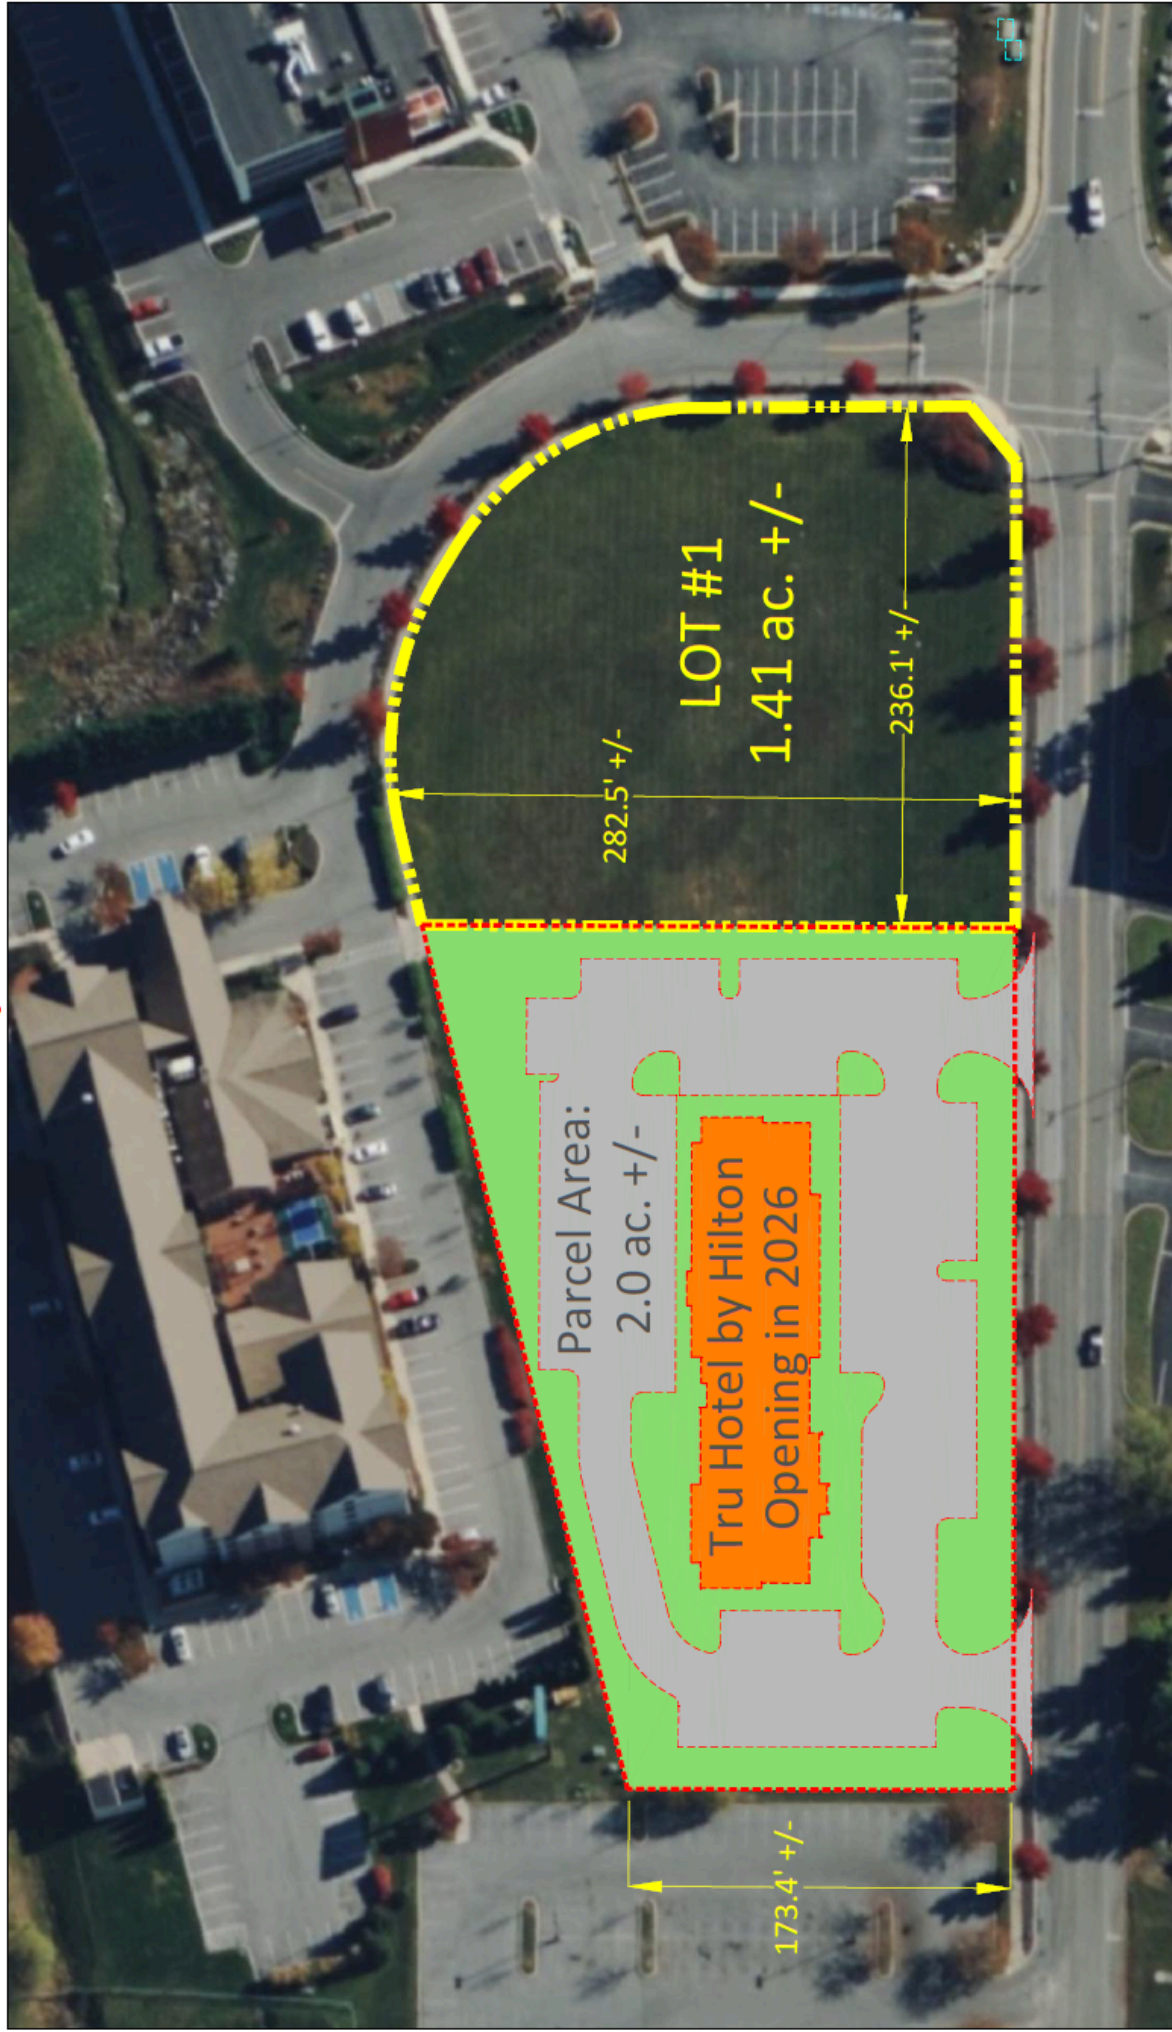 LOT #1
1.41 ac. +/-
282.5' +/-
236.1' +/-
Parcel Area:
2.0 ac. +/-
Tru Hotel by Hilton
Opening in 2026
173.4' +/-